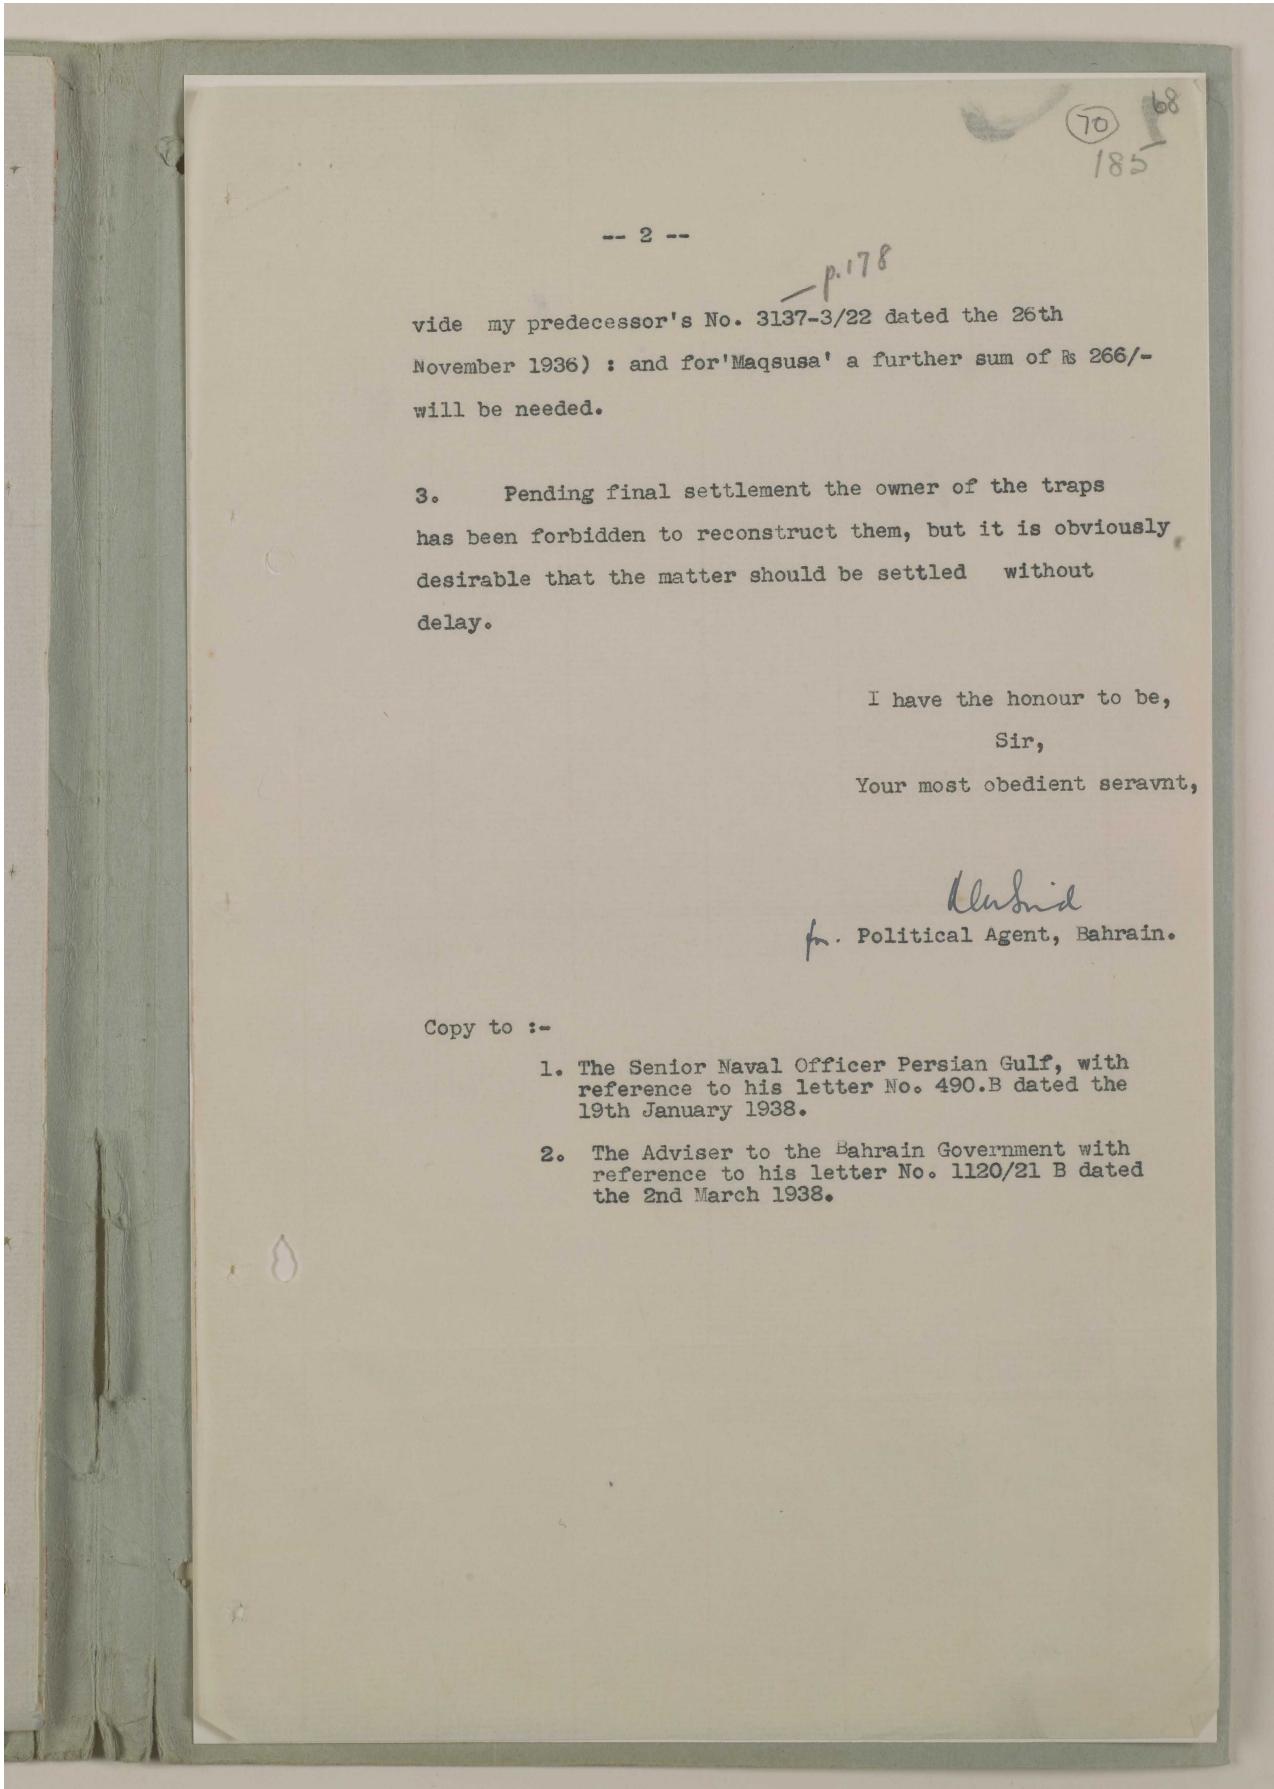 68
70
185
-- 2 --
p.178
vide my predecessor's No. 3137-3/22 dated the 26th
November 1936) : and for'Maqsusa' a further sum of Rs 266/-
will be needed.
3. Pending final settlement the owner of the traps
has been forbidden to reconstruct them, but it is obviously
desirable that the matter should be settled without
delay.
I have the honour to be,
Sir,
Your most obedient seravnt,
for. Political Agent, Bahrain.
Copy to :-
1. The Senior Naval Officer Persian Gulf, with
reference to his letter No. 490.B dated the
19th January 1938.
2. The Adviser to the Bahrain Government with
reference to his letter No. 1120/21 B dated
the 2nd March 1938.